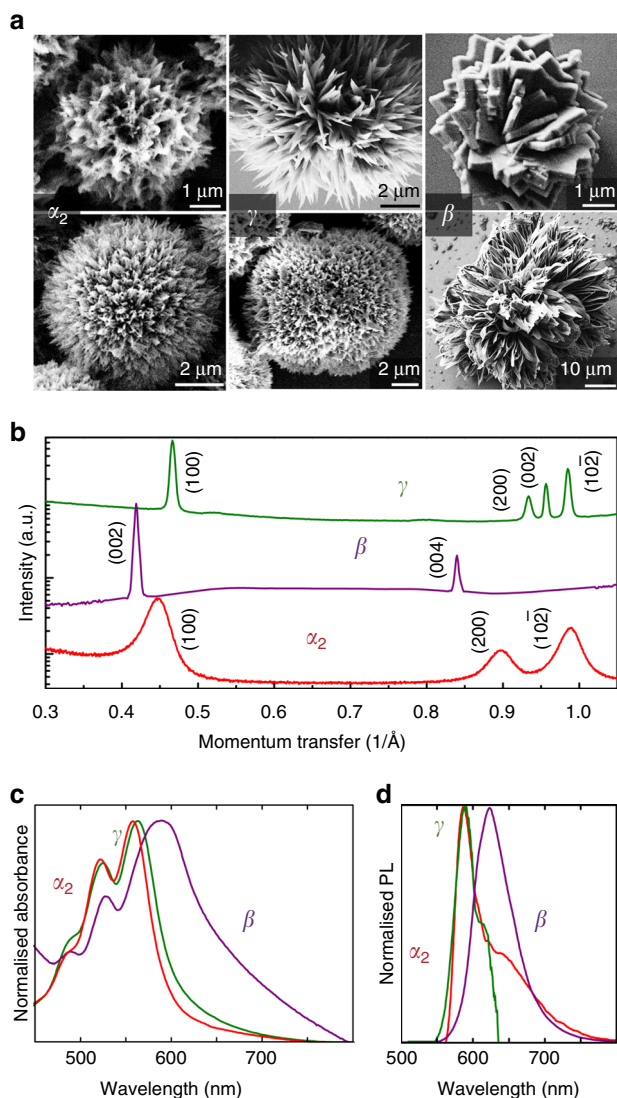 a
1 μm
2 μm
1 μm
α2
γ
β
2 μm
2 μm
10 μm
b
Intensity (a.u.)
(100)
γ
(200)
(002)
(102̅)
(002)
β
(004)
(100)
α2
(200)
(1̅02)
0.3 0.4 0.5 0.6 0.7 0.8 0.9 1.0
Momentum transfer (1/Å)
c
Normalised absorbance
γ
α2
β
500 600 700
Wavelength (nm)
d
Normalised PL
γ
β
α2
500 600 700
Wavelength (nm)